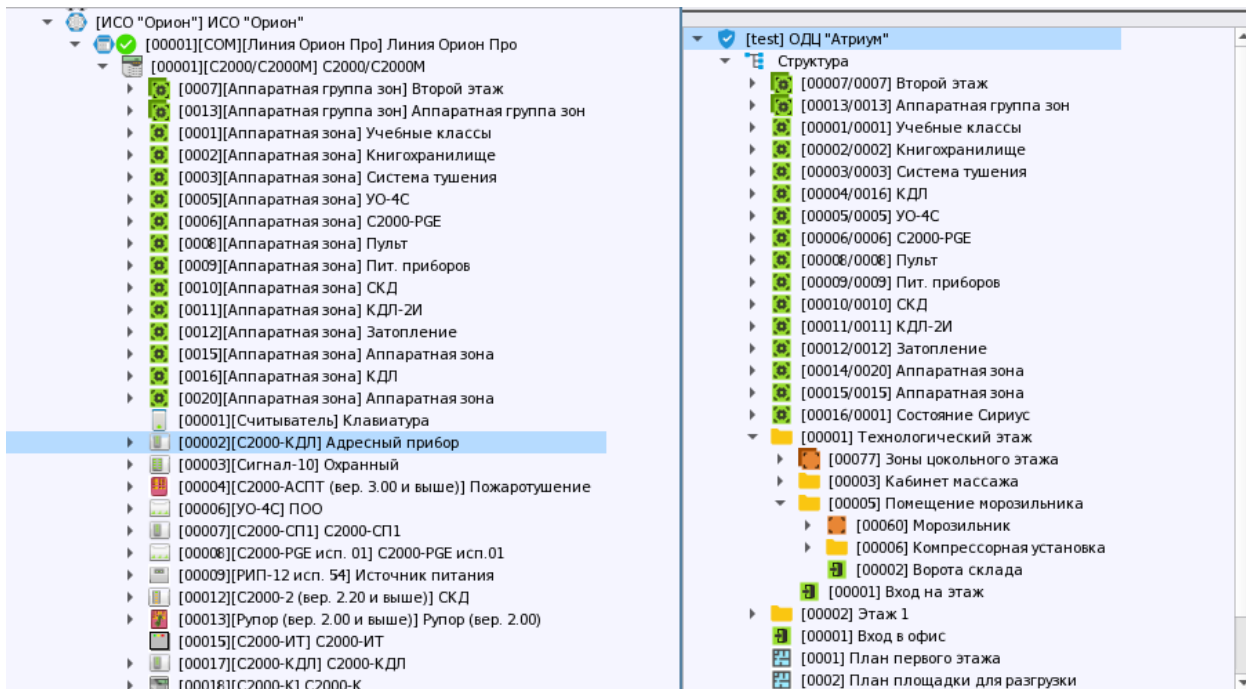 [ИСО "Орион"] ИСО "Орион"
[00001][COM][Линия Орион Про] Линия Орион Про
[00001][С2000/С2000М] С2000/С2000М
[0007][Аппаратная группа зон] Второй этаж
[0013][Аппаратная группа зон] Аппаратная группа зон
[0001][Аппаратная зона] Учебные классы
[0002][Аппаратная зона] Книгохранилище
[0003][Аппаратная зона] Система тушения
[0005][Аппаратная зона] УО-4С
[0006][Аппаратная зона] С2000-PGE
[0008][Аппаратная зона] Пульт
[0009][Аппаратная зона] Пит. приборов
[0010][Аппаратная зона] СКД
[0011][Аппаратная зона] КДЛ-2И
[0012][Аппаратная зона] Затопление
[0015][Аппаратная зона] Аппаратная зона
[0016][Аппаратная зона] КДЛ
[0020][Аппаратная зона] Аппаратная зона
[00001][Считыватель] Клавиатура
[00002][С2000-КДЛ] Адресный прибор
[00003][Сигнал-10] Охранный
[00004][С2000-АСПТ (вер. 3.00 и выше)] Пожаротушение
[00006][УО-4С] ПОО
[00007][С2000-СП1] С2000-СП1
[00008][С2000-PGE исп. 01] С2000-PGE исп.01
[00009][РИП-12 исп. 54] Источник питания
[00012][С2000-2 (вер. 2.20 и выше)] СКД
[00013][Рупор (вер. 2.00 и выше)] Рупор (вер. 2.00)
[00015][С2000-ИТ] С2000-ИТ
[00017][С2000-КДЛ] С2000-КДЛ
[00018][С2000-К] С2000-К
[test] ОДЦ "Атриум"
Структура
[00007/0007] Второй этаж
[00013/0013] Аппаратная группа зон
[00001/0001] Учебные классы
[00002/0002] Книгохранилище
[00003/0003] Система тушения
[00004/0016] КДЛ
[00005/0005] УО-4С
[00006/0006] С2000-PGE
[00008/0008] Пульт
[00009/0009] Пит. приборов
[00010/0010] СКД
[00011/0011] КДЛ-2И
[00012/0012] Затопление
[00014/0020] Аппаратная зона
[00015/0015] Аппаратная зона
[00016/0001] Состояние Сириус
[00001] Технологический этаж
[00077] Зоны цокольного этажа
[00003] Кабинет массажа
[00005] Помещение морозильника
[00060] Морозильник
[00006] Компрессорная установка
[00002] Ворота склада
[00001] Вход на этаж
[00002] Этаж 1
[00001] Вход в офис
[0001] План первого этажа
[0002] План площадки для разгрузки